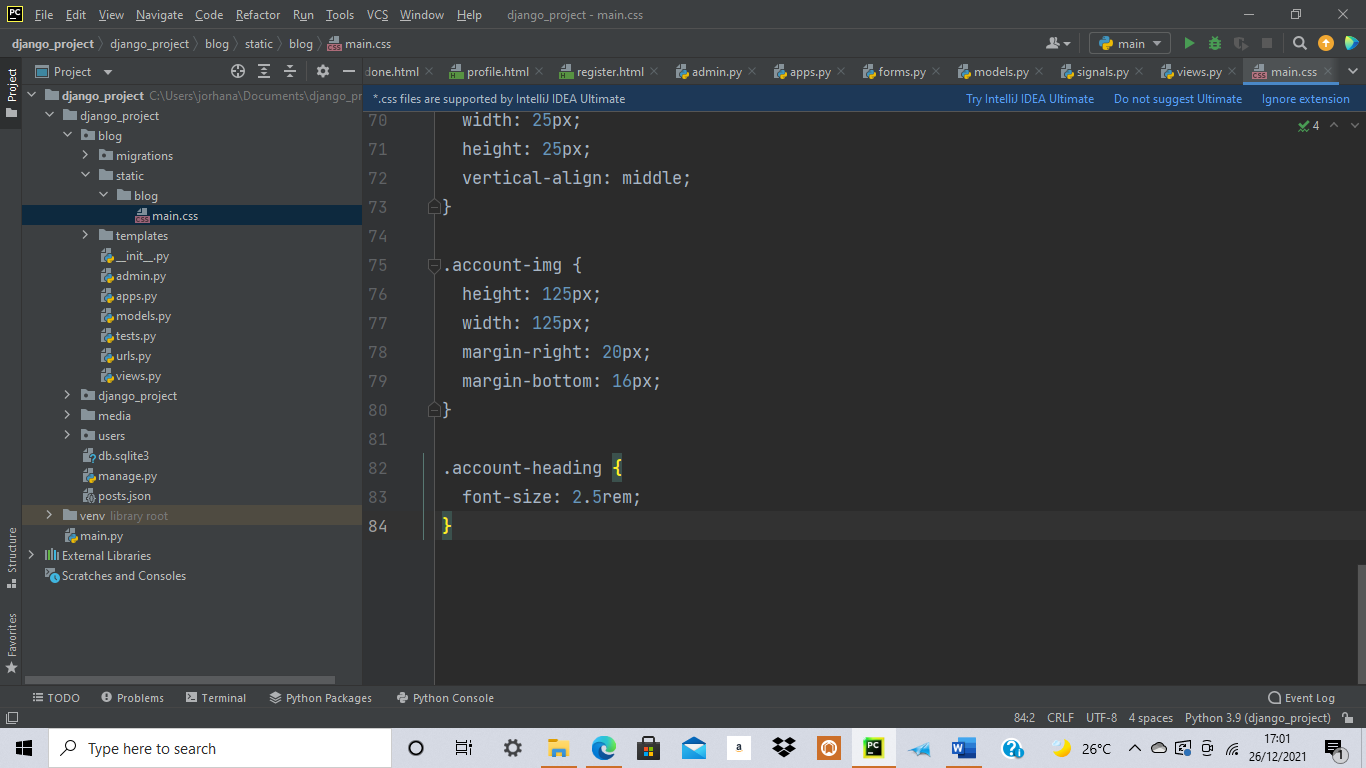 PC File Edit View Navigate Code Refactor Run Tools VCS Window Help django_project - main.css
django_project django_project blog static blog main.css main
Project
done.html profile.html register.html admin.py apps.py forms.py models.py signals.py views.py main.css
*.css files are supported by IntelliJ IDEA Ultimate Try IntelliJ IDEA Ultimate Do not suggest Ultimate Ignore extension
Project
django_project C:\Users\jorhana\Documents\django_pr
django_project
blog
migrations
static
blog
main.css
templates
__init__.py
admin.py
apps.py
models.py
tests.py
urls.py
views.py
django_project
media
users
db.sqlite3
manage.py
posts.json
venv library root
main.py
External Libraries
Scratches and Consoles
Structure
Favorites
4
70 width: 25px;
71 height: 25px;
72 vertical-align: middle;
73 }
74
75 .account-img {
76 height: 125px;
77 width: 125px;
78 margin-right: 20px;
79 margin-bottom: 16px;
80 }
81
82 .account-heading {
83 font-size: 2.5rem;
84 }
TODO Problems Terminal Python Packages Python Console Event Log
84:2 CRLF UTF-8 4 spaces Python 3.9 (django_project)
Type here to search
a
PC
W
26°C
17:01
26/12/2021
1